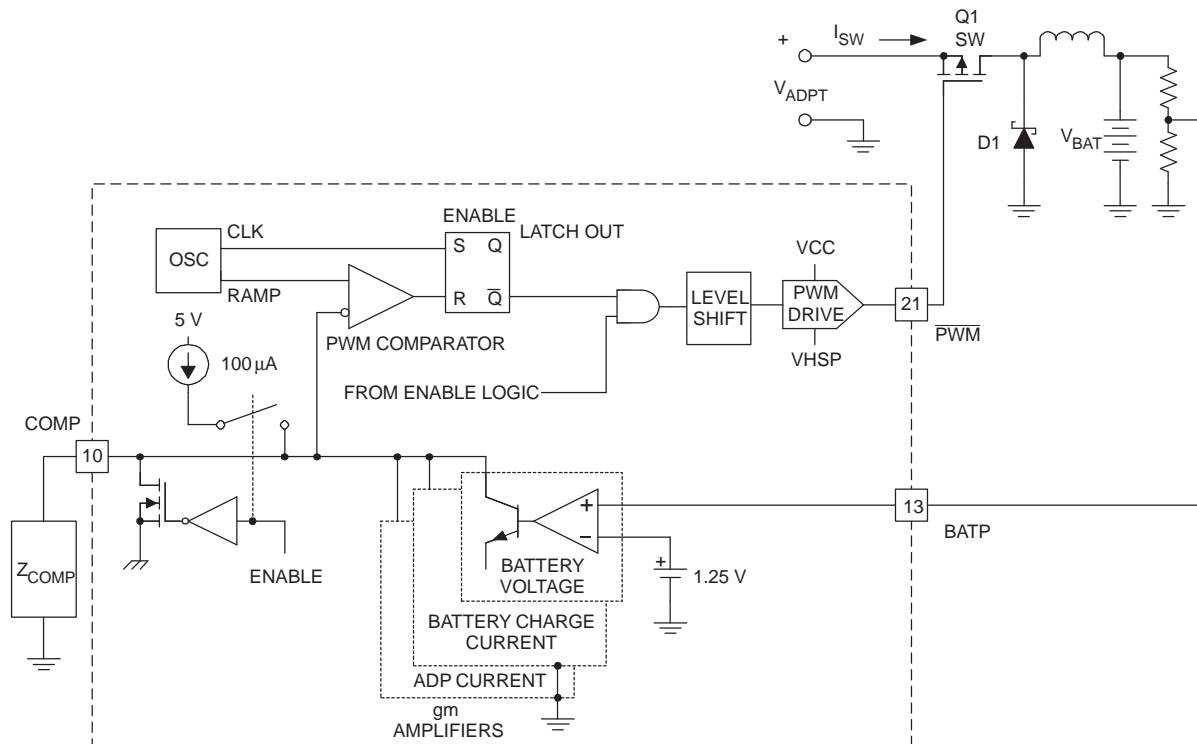 Q1
SW
I_SW
+
V_ADPT
D1
V_BAT
ENABLE
CLK
LATCH OUT
OSC
S Q
RAMP
R Q̅
VCC
PWM
DRIVE
LEVEL
SHIFT
21
P̅W̅M̅
VHSP
5 V
PWM COMPARATOR
100 µA
FROM ENABLE LOGIC
COMP
10
+
−
13
BATP
Z_COMP
ENABLE
BATTERY
VOLTAGE
+
1.25 V
BATTERY CHARGE
CURRENT
ADP CURRENT
gm
AMPLIFIERS